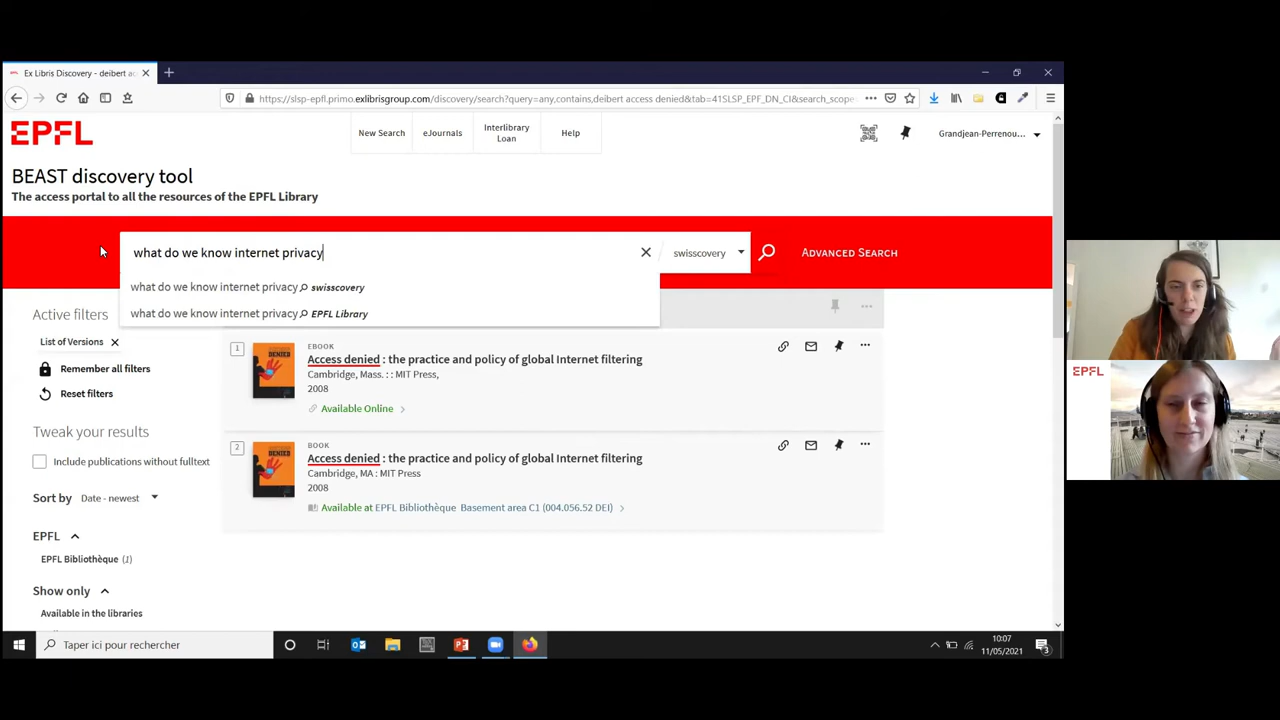 Ex Libris Discovery - deibert ac
https://slsp-epfl.primo.exlibrisgroup.com/discovery/search?query=any,contains,deibert access denied&tab=41SLSP_EPF_DN_CI&search_scope
EPFL
New Search
eJournals
Interlibrary
Loan
Help
Grandjean-Perrenou...
BEAST discovery tool
The access portal to all the resources of the EPFL Library
what do we know internet privacy
swisscovery
ADVANCED SEARCH
what do we know internet privacy swisscovery
what do we know internet privacy EPFL Library
Active filters
List of Versions
Remember all filters
Reset filters
Tweak your results
Include publications without fulltext
Sort by Date - newest
EPFL
EPFL Bibliothèque (1)
Show only
Available in the libraries
1
EBOOK
DENIED
Access denied : the practice and policy of global Internet filtering
Cambridge, Mass. : : MIT Press,
2008
Available Online
2
BOOK
DENIED
Access denied : the practice and policy of global Internet filtering
Cambridge, MA : MIT Press
2008
Available at EPFL Bibliothèque Basement area C1 (004.056.52 DEI)
EPFL
Taper ici pour rechercher
10:07
11/05/2021
3